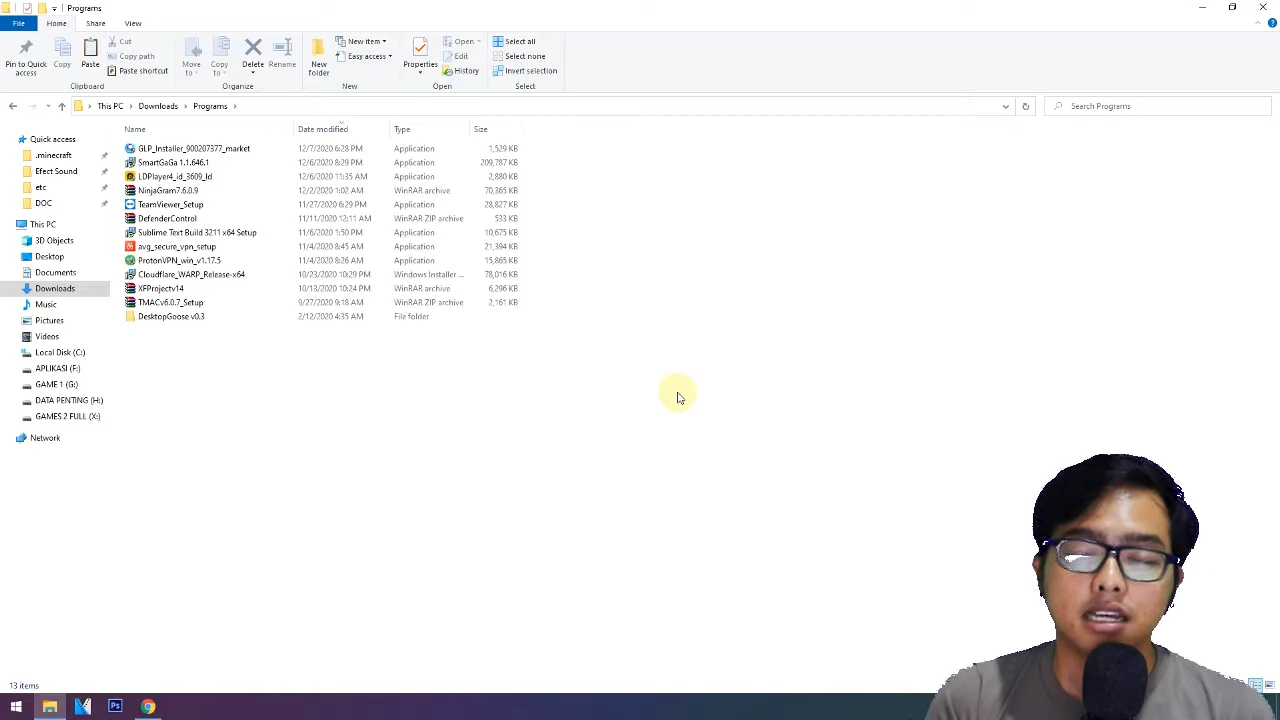 Programs
File Home Share View
Pin to Quick access
Copy
Paste
Cut
Copy path
Paste shortcut
Clipboard
Move to
Copy to
Delete
Rename
Organize
New folder
New item
Easy access
New
Properties
Open
Edit
History
Open
Select all
Select none
Invert selection
Select
This PC > Downloads > Programs >
Search Programs
Name Date modified Type Size
GLP_Installer_900207377_market 12/7/2020 6:28 PM Application 1,529 KB
SmartGaGa 1.1.646.1 12/6/2020 8:29 PM Application 209,787 KB
LDPlayer4_id_3609_ld 12/6/2020 11:35 AM Application 2,880 KB
NinjaGram7.6.0.9 12/2/2020 1:02 AM WinRAR archive 70,365 KB
TeamViewer_Setup 11/27/2020 6:29 PM Application 28,827 KB
DefenderControl 11/11/2020 12:11 AM WinRAR ZIP archive 533 KB
Sublime Text Build 3211 x64 Setup 11/6/2020 1:50 PM Application 10,675 KB
avg_secure_vpn_setup 11/4/2020 8:45 AM Application 21,394 KB
ProtonVPN_win_v1.17.5 11/4/2020 8:26 AM Application 15,865 KB
Cloudflare_WARP_Release-x64 10/23/2020 10:29 PM Windows Installer ... 78,016 KB
XFProjectv14 10/13/2020 10:24 PM WinRAR archive 6,296 KB
TMACv6.0.7_Setup 9/27/2020 9:18 AM WinRAR ZIP archive 2,161 KB
DesktopGoose v0.3 2/12/2020 4:35 AM File folder
Quick access
.minecraft
Efect Sound
etc
DOC
This PC
3D Objects
Desktop
Documents
Downloads
Music
Pictures
Videos
Local Disk (C:)
APLIKASI (F:)
GAME 1 (G:)
DATA PENTING (H:)
GAMES 2 FULL (X:)
Network
13 items
Ps